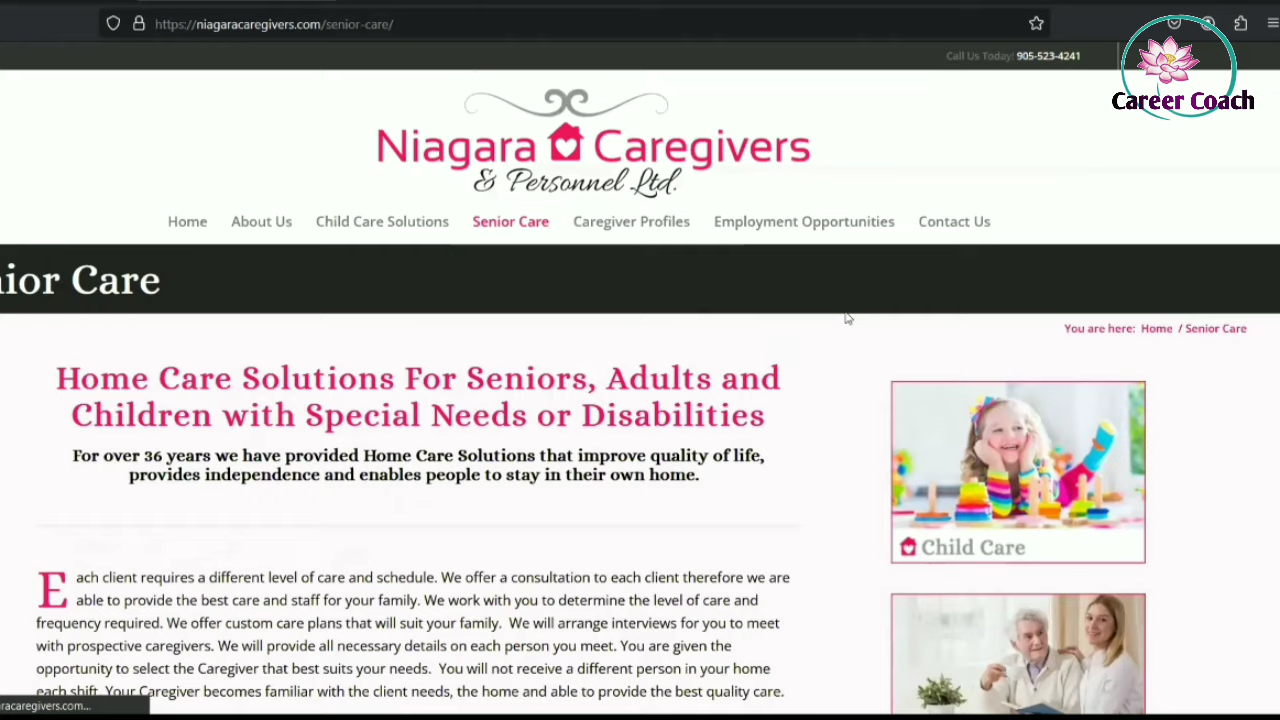 https://niagaracaregivers.com/senior-care/
Call Us Today! 905-523-4241
Career Coach
Niagara Caregivers
& Personnel Ltd.
Home About Us Child Care Solutions Senior Care Caregiver Profiles Employment Opportunities Contact Us
ior Care
You are here: Home / Senior Care
Home Care Solutions For Seniors, Adults and
Children with Special Needs or Disabilities
For over 36 years we have provided Home Care Solutions that improve quality of life,
provides independence and enables people to stay in their own home.
Each client requires a different level of care and schedule. We offer a consultation to each client therefore we are
able to provide the best care and staff for your family. We work with you to determine the level of care and
frequency required. We offer custom care plans that will suit your family. We will arrange interviews for you to meet
with prospective caregivers. We will provide all necessary details on each person you meet. You are given the
opportunity to select the Caregiver that best suits your needs. You will not receive a different person in your home
each shift. Your Caregiver becomes familiar with the client needs, the home and able to provide the best quality care.
Child Care
aracaregivers.com...